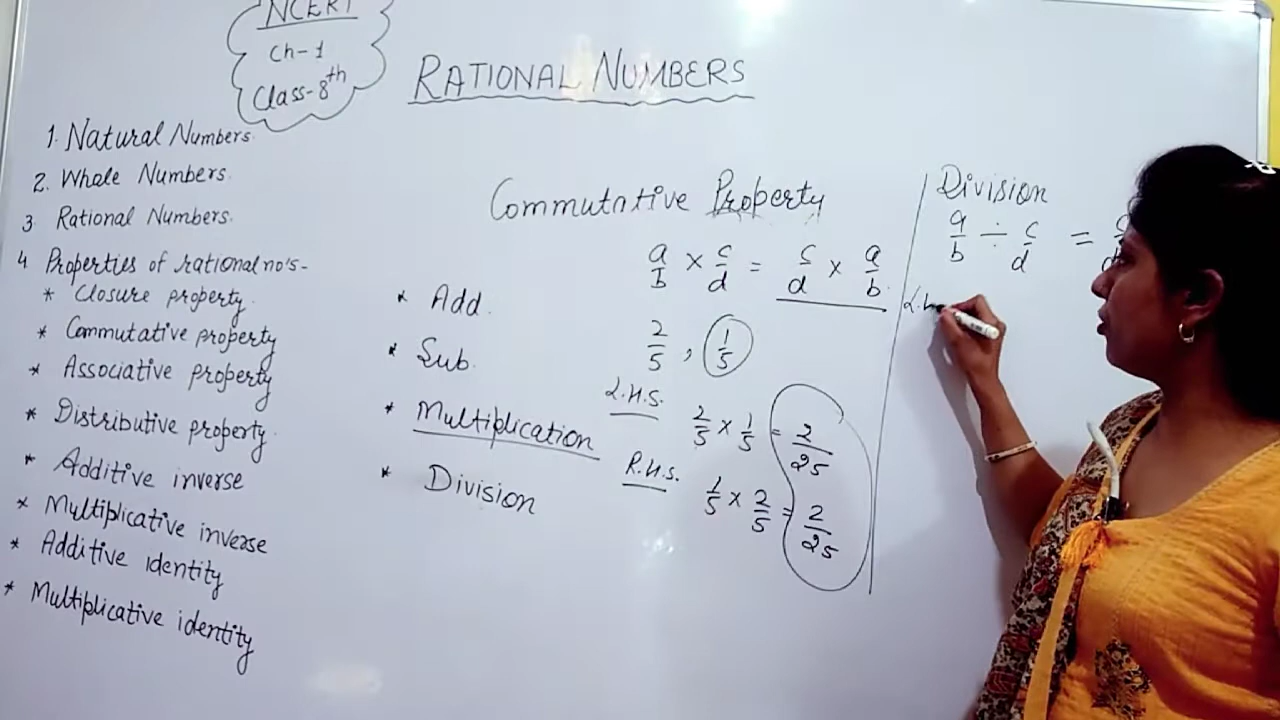 NCERT
Ch-1
Class-8th
RATIONAL NUMBERS
1. Natural Numbers.
2. Whole Numbers.
3 Rational Numbers.
4 Properties of rational no's-
* Closure property.
* Commutative property
* Associative property
* Distributive property.
* Additive inverse
* Multiplicative inverse
* Additive identity
* Multiplicative identity
* Add.
* Sub.
* Multiplication
* Division
Commutative Property
a/b × c/d = c/d × a/b.
2/5 , 1/5
L.H.S. 2/5 × 1/5 = 2/25
R.H.S. 1/5 × 2/5 = 2/25
Division
a/b ÷ c/d =